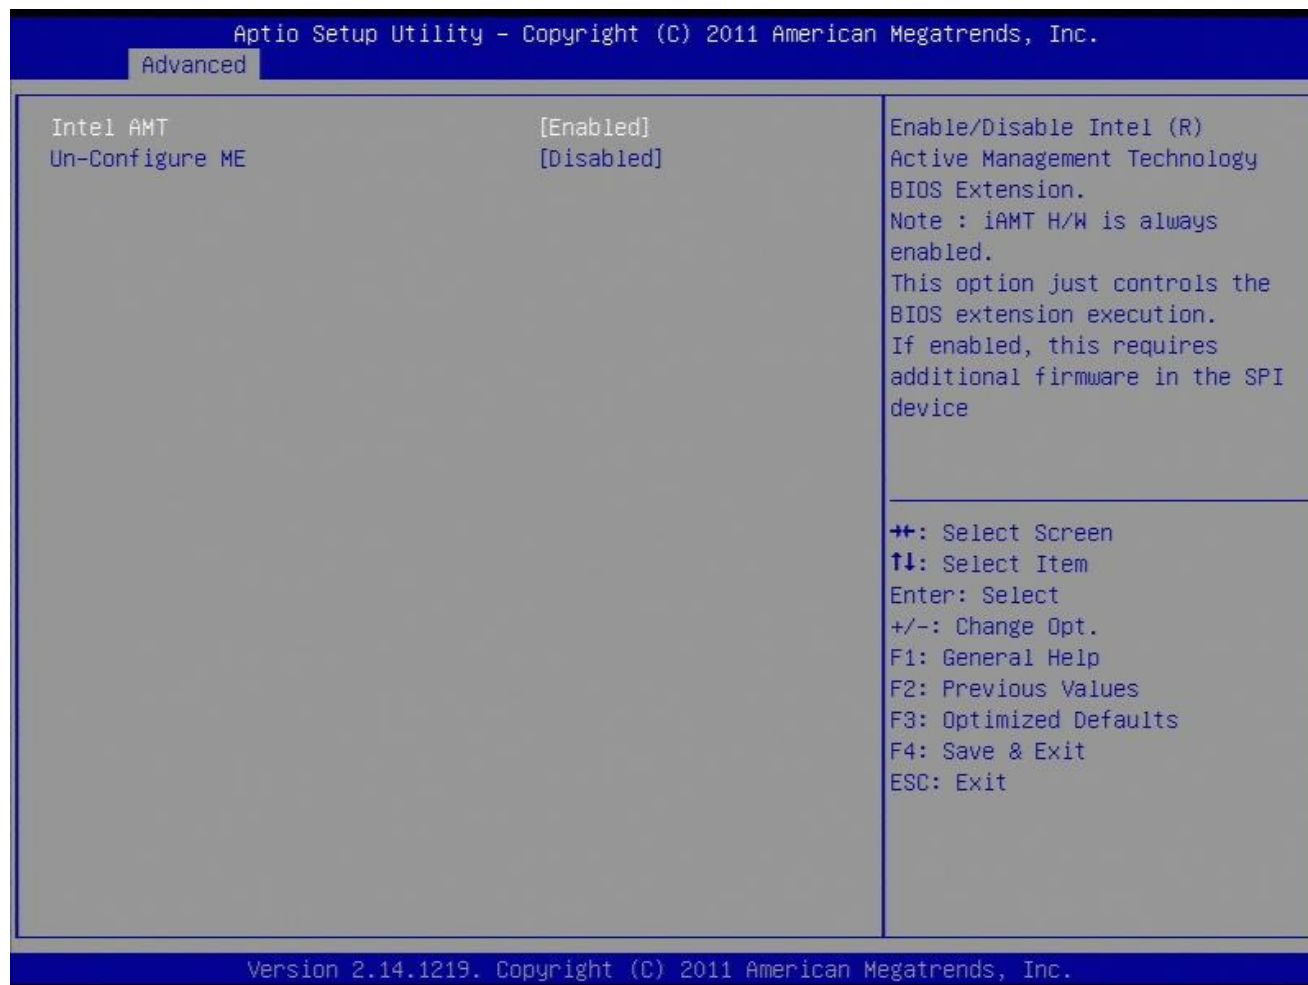 Aptio Setup Utility – Copyright (C) 2011 American Megatrends, Inc.
Advanced
Intel AMT [Enabled]
Un-Configure ME [Disabled]
Enable/Disable Intel (R)
Active Management Technology
BIOS Extension.
Note : iAMT H/W is always
enabled.
This option just controls the
BIOS extension execution.
If enabled, this requires
additional firmware in the SPI
device
→←: Select Screen
↑↓: Select Item
Enter: Select
+/-: Change Opt.
F1: General Help
F2: Previous Values
F3: Optimized Defaults
F4: Save & Exit
ESC: Exit
Version 2.14.1219. Copyright (C) 2011 American Megatrends, Inc.